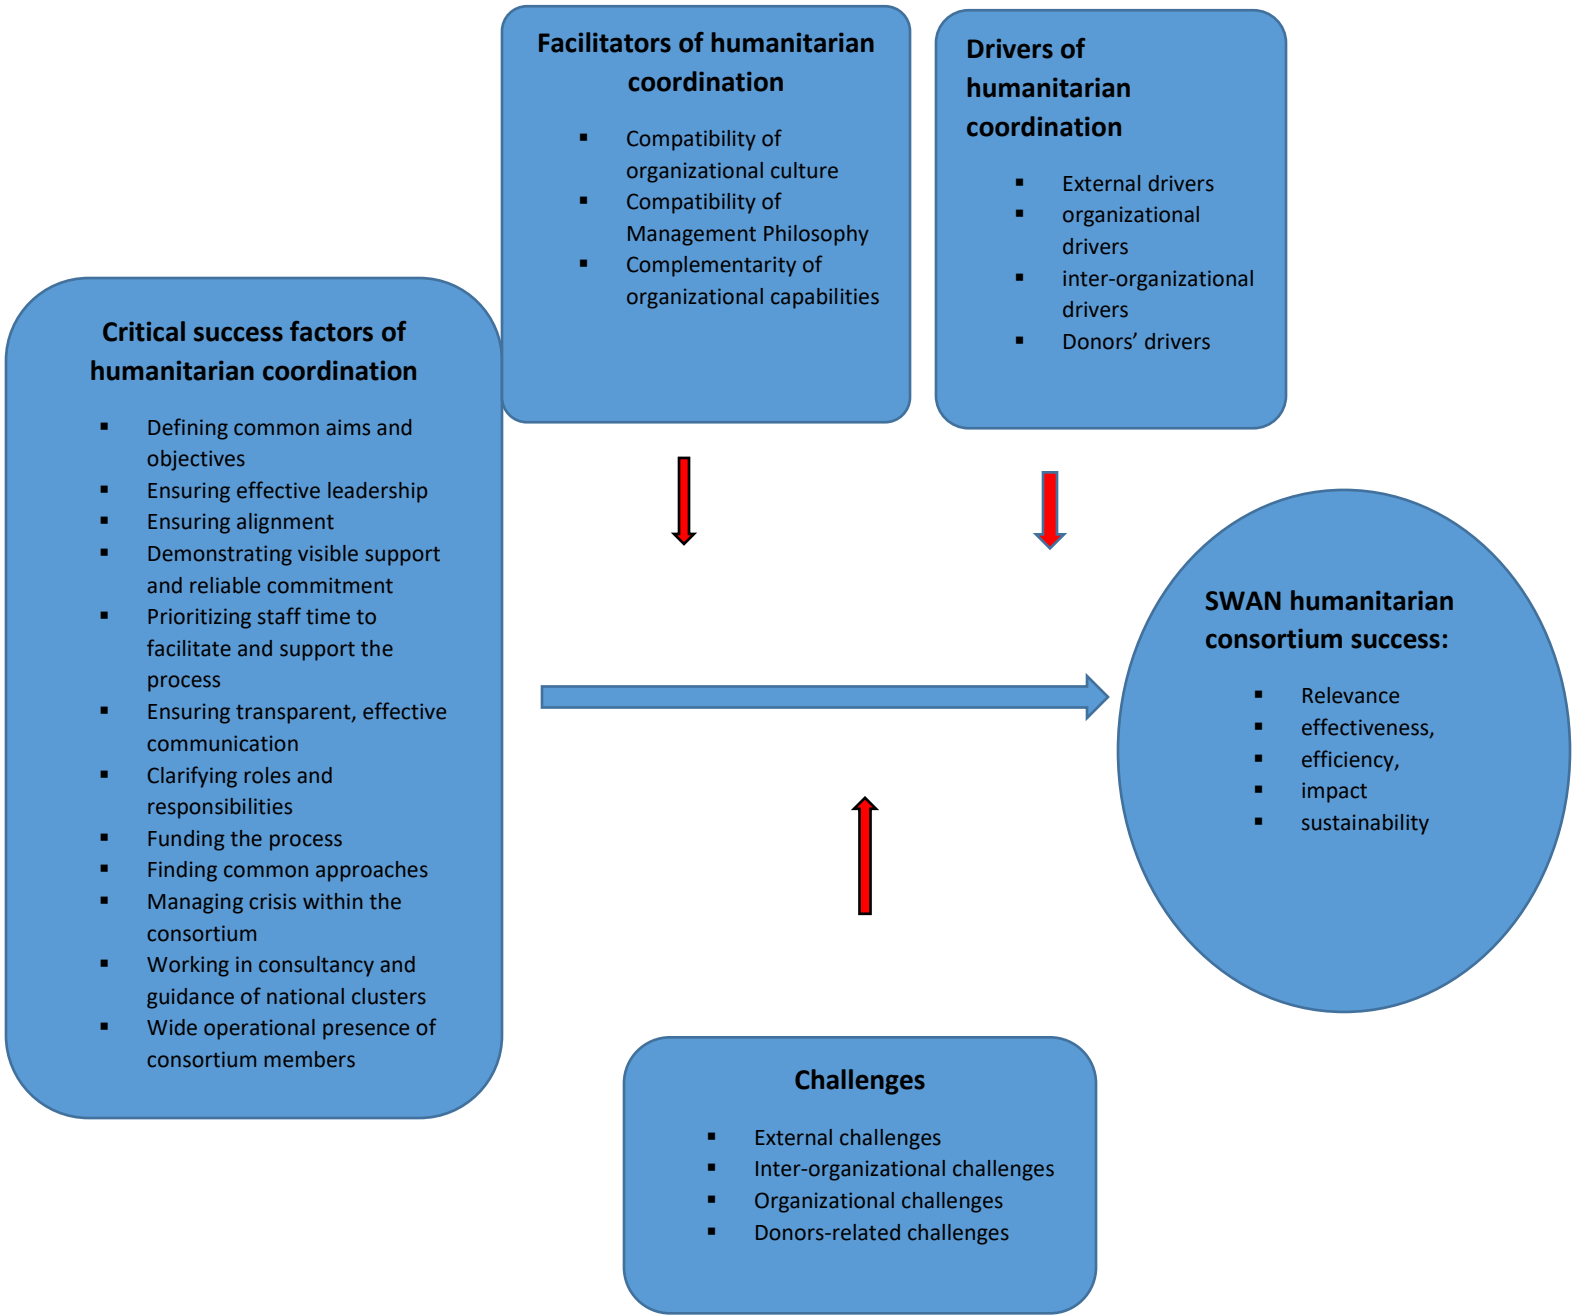 Facilitators of humanitarian
coordination
▪ Compatibility of
organizational culture
▪ Compatibility of
Management Philosophy
▪ Complementarity of
organizational capabilities
Drivers of
humanitarian
coordination
▪ External drivers
▪ organizational
drivers
▪ inter-organizational
drivers
▪ Donors’ drivers
Critical success factors of
humanitarian coordination
▪ Defining common aims and
objectives
▪ Ensuring effective leadership
▪ Ensuring alignment
▪ Demonstrating visible support
and reliable commitment
▪ Prioritizing staff time to
facilitate and support the
process
▪ Ensuring transparent, effective
communication
▪ Clarifying roles and
responsibilities
▪ Funding the process
▪ Finding common approaches
▪ Managing crisis within the
consortium
▪ Working in consultancy and
guidance of national clusters
▪ Wide operational presence of
consortium members
SWAN humanitarian
consortium success:
▪ Relevance
▪ effectiveness,
▪ efficiency,
▪ impact
▪ sustainability
Challenges
▪ External challenges
▪ Inter-organizational challenges
▪ Organizational challenges
▪ Donors-related challenges